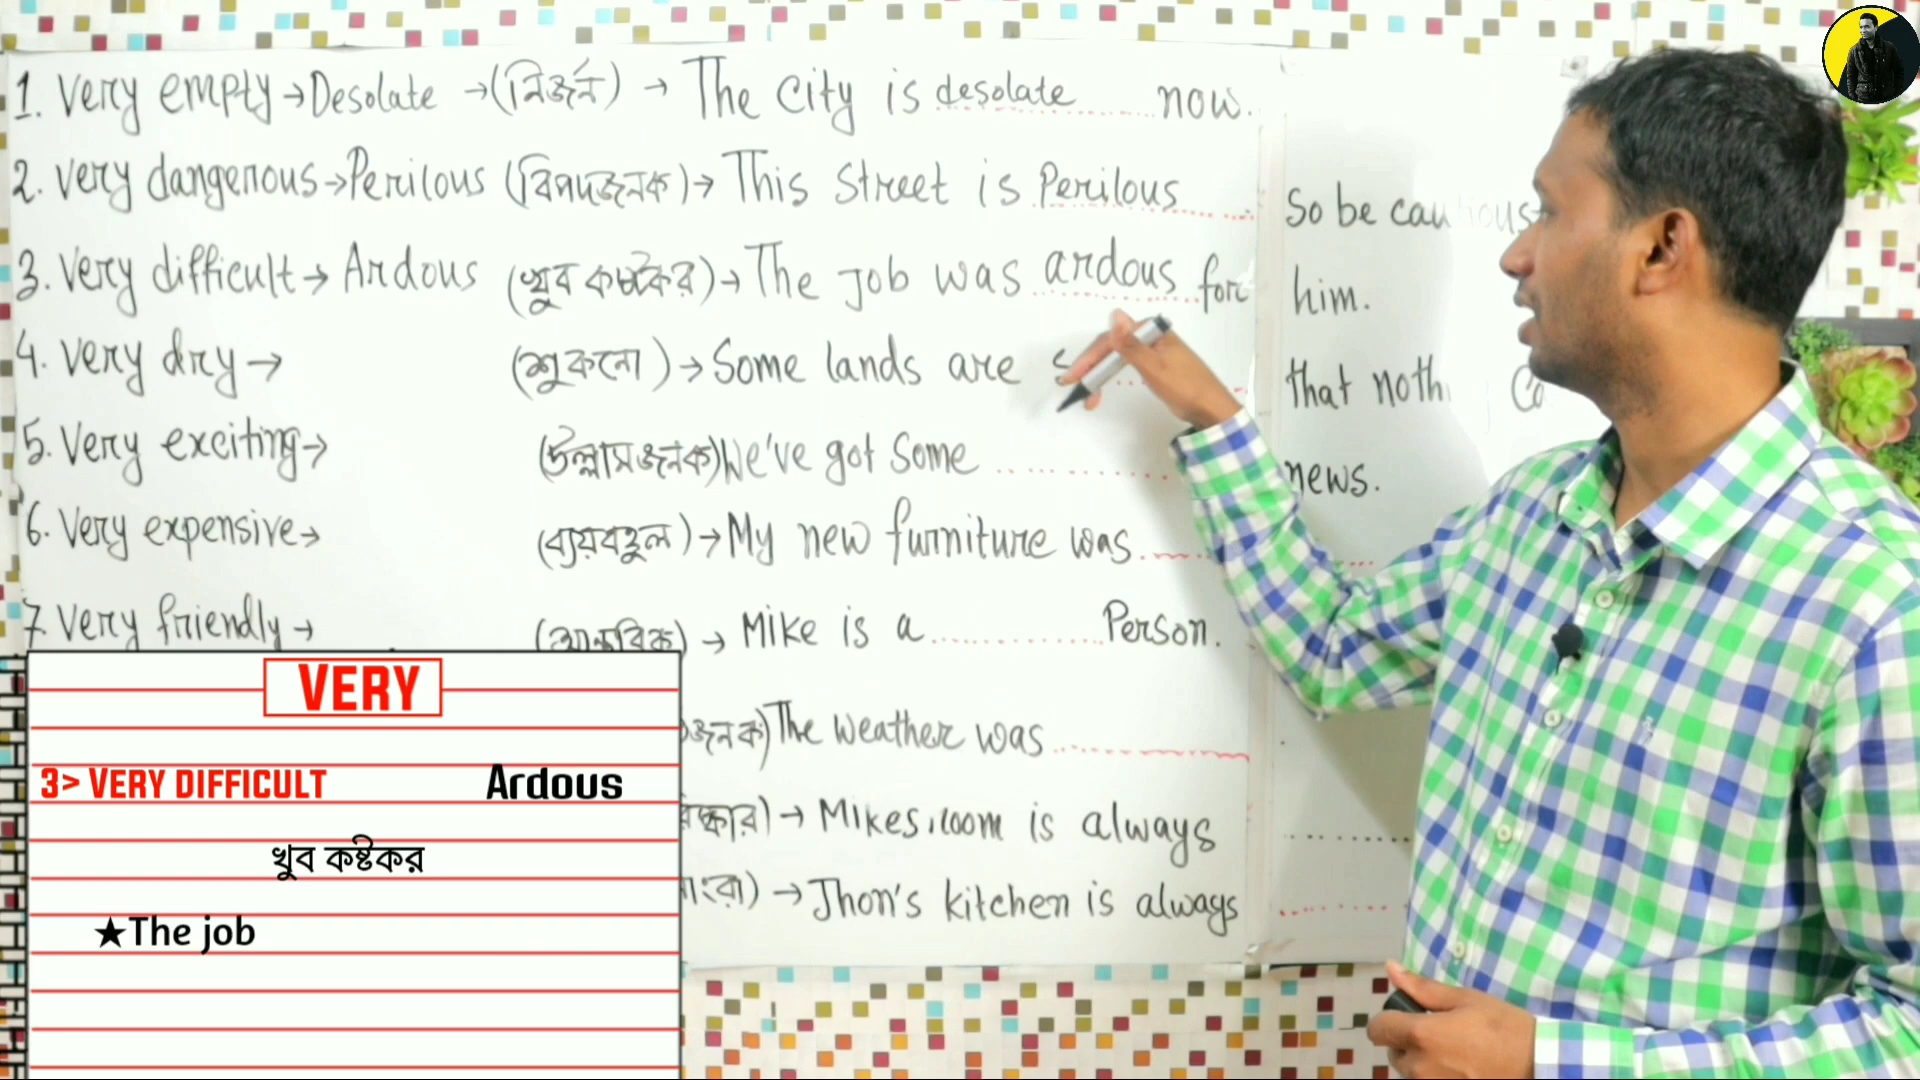 1. Very empty → Desolate → (নির্জন) → The City is desolate now.
2. Very dangerous → Perilous (বিপদজনক) → This Street is Perilous So be cau
3. Very difficult → Ardous (খুব কষ্টকর) → The job was ardous for him.
4. Very dry → (শুকনো) → Some lands are that
5. Very exciting → (উল্লাসজনক) We've got Some news.
6. Very expensive → (ব্যয়বহুল) → My new furniture was
7. Very friendly → → Mike is a Person.
The Weather was
→ Mikes room is always
→ Jhon's kitchen is always
VERY
3> VERY DIFFICULT Ardous
খুব কষ্টকর
★The job